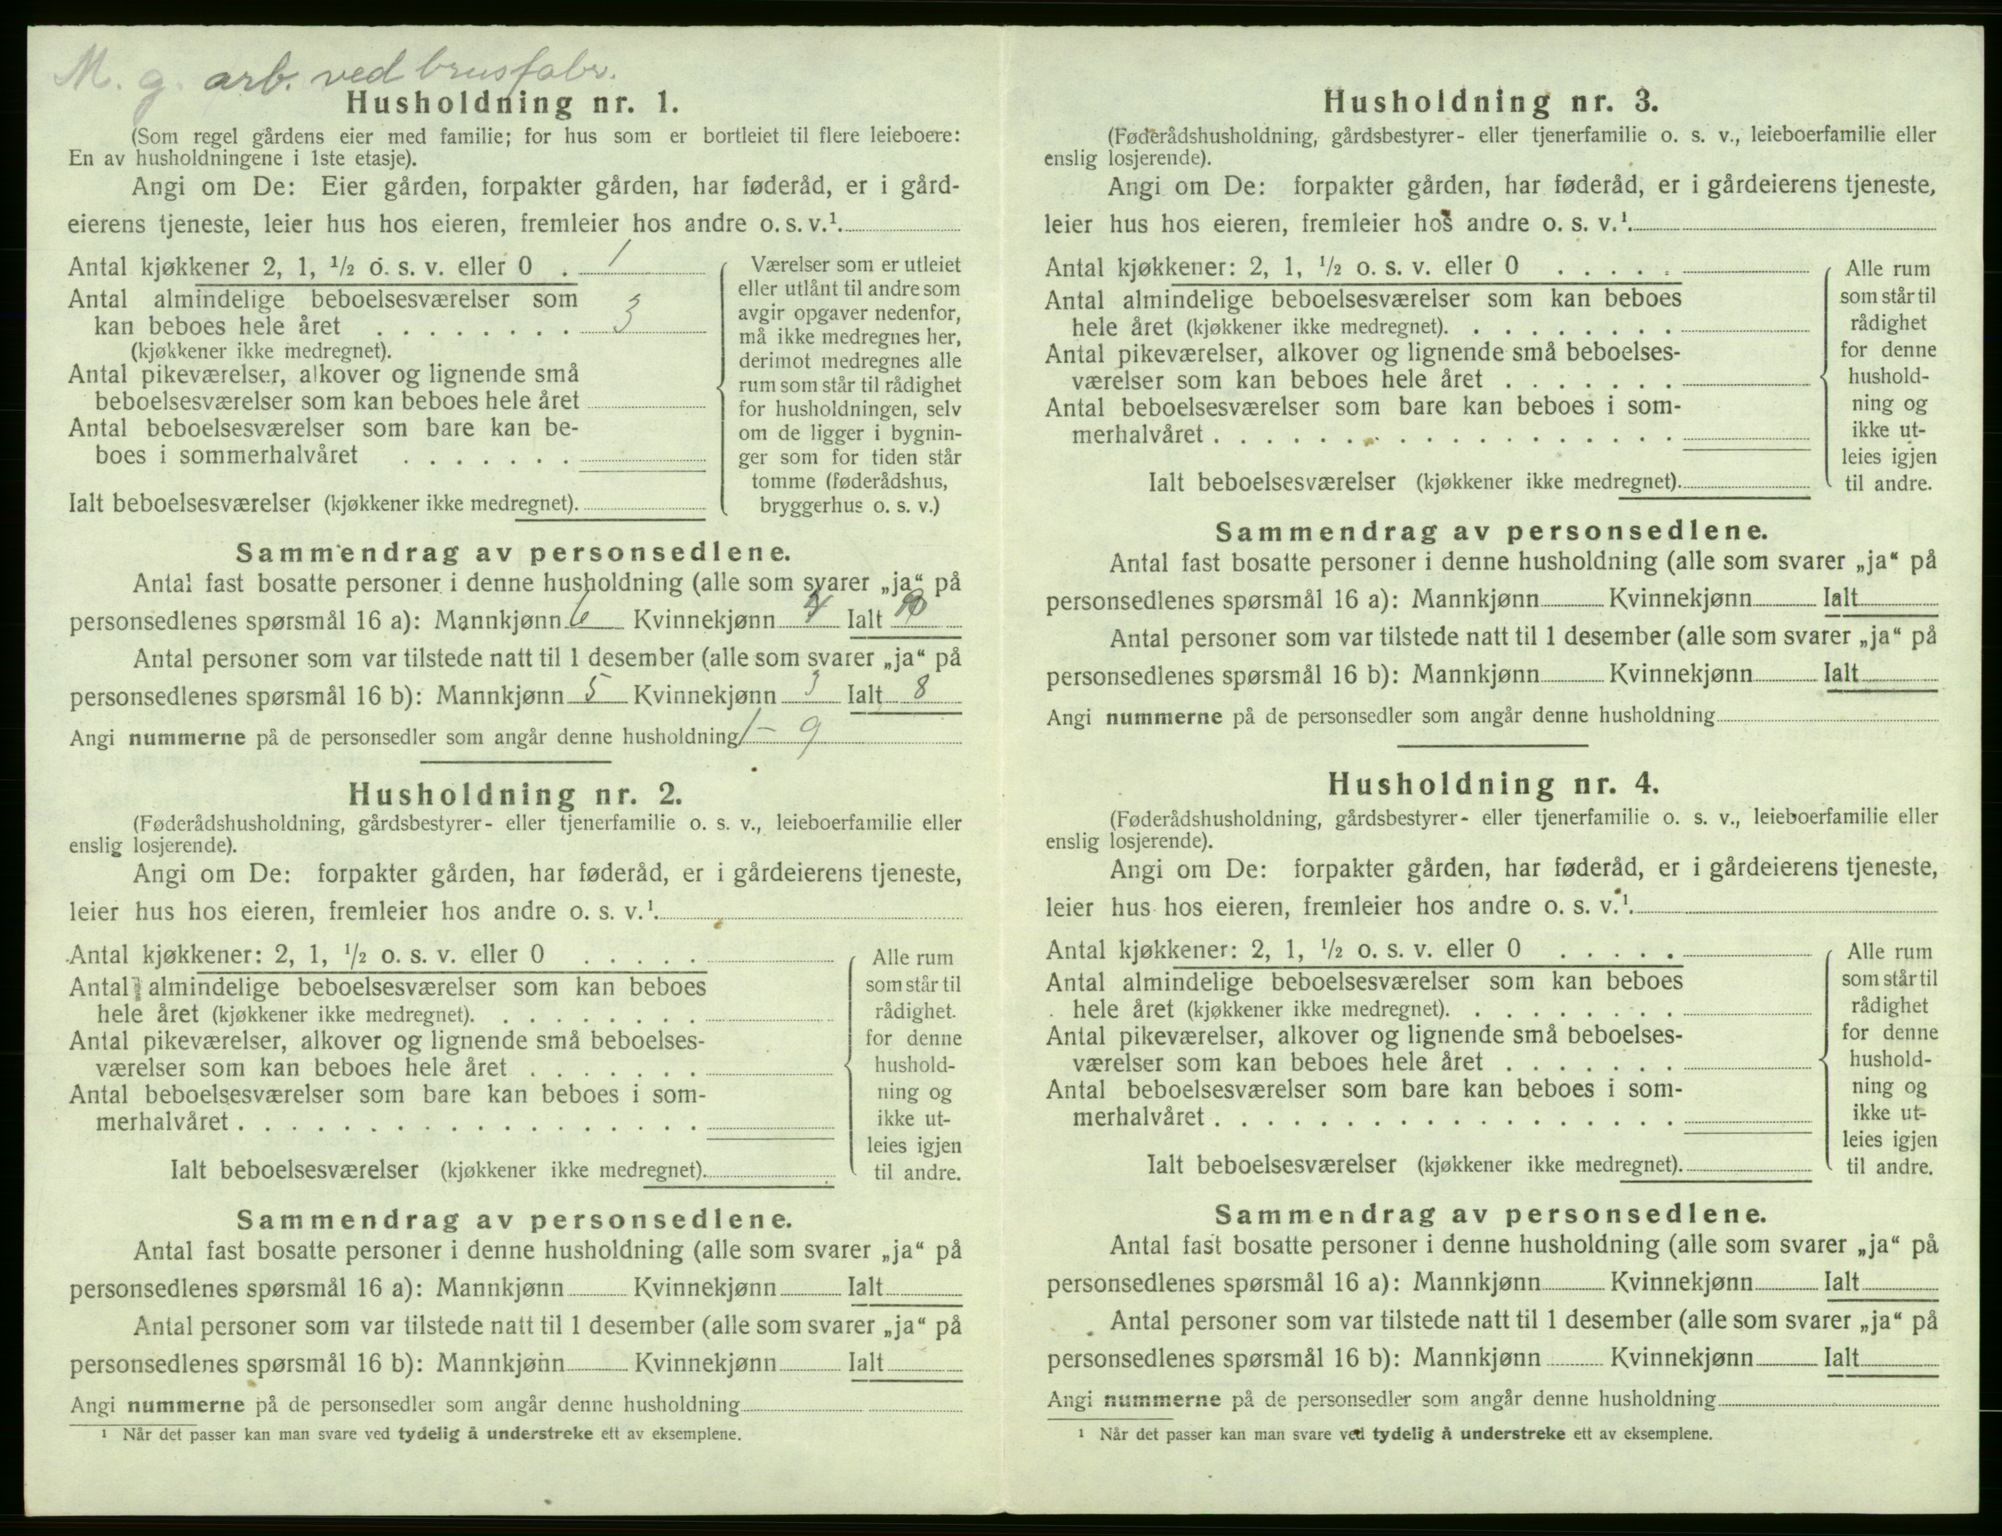 M. g. arb. ved brusfabr.
Husholdning nr. 1.
(Som regel gårdens eier med familie; for hus som er bortleiet til flere leieboere:
En av husholdningene i 1ste etasje).
Angi om De: Eier gården, forpakter gården, har føderåd, er i gård-
eierens tjeneste, leier hus hos eieren, fremleier hos andre o. s. v.¹.
Antal kjøkkener 2, 1, ½ o. s. v. eller 0 . 1
Antal almindelige beboelsesværelser som
kan beboes hele året . . . . . . . . 3
(kjøkkener ikke medregnet).
Antal pikeværelser, alkover og lignende små
beboelsesværelser som kan beboes hele året
Antal beboelsesværelser som bare kan be-
boes i sommerhalvåret . . . . . . .
Ialt beboelsesværelser (kjøkkener ikke medregnet).
Værelser som er utleiet
eller utlånt til andre som
avgir opgaver nedenfor,
må ikke medregnes her,
derimot medregnes alle
rum som står til rådighet
for husholdningen, selv
om de ligger i bygnin-
ger som for tiden står
tomme (føderådshus,
bryggerhus o. s. v.)
Sammendrag av personsedlene.
Antal fast bosatte personer i denne husholdning (alle som svarer „ja“ på
personsedlenes spørsmål 16 a): Mannkjønn 6 Kvinnekjønn 4 Ialt 10
Antal personer som var tilstede natt til 1 desember (alle som svarer „ja“ på
personsedlenes spørsmål 16 b): Mannkjønn 5 Kvinnekjønn 3 Ialt 8
Angi nummerne på de personsedler som angår denne husholdning 1 – 9
Husholdning nr. 2.
(Føderådshusholdning, gårdsbestyrer- eller tjenerfamilie o. s. v., leieboerfamilie eller
enslig losjerende).
Angi om De: forpakter gården, har føderåd, er i gårdeierens tjeneste,
leier hus hos eieren, fremleier hos andre o. s. v.¹.
Antal kjøkkener: 2, 1, ½ o. s. v. eller 0 . . . . .
Antal almindelige beboelsesværelser som kan beboes
hele året (kjøkkener ikke medregnet). . . . . . . . .
Antal pikeværelser, alkover og lignende små beboelses-
værelser som kan beboes hele året . . . . . . .
Antal beboelsesværelser som bare kan beboes i som-
merhalvåret . . . . . . . . . . . . . . . . . .
Ialt beboelsesværelser (kjøkkener ikke medregnet).
Alle rum
som står til
rådighet
for denne
hushold-
ning og
ikke ut-
leies igjen
til andre.
Sammendrag av personsedlene.
Antal fast bosatte personer i denne husholdning (alle som svarer „ja“ på
personsedlenes spørsmål 16 a): Mannkjønn Kvinnekjønn Ialt
Antal personer som var tilstede natt til 1 desember (alle som svarer „ja“ på
personsedlenes spørsmål 16 b): Mannkjønn Kvinnekjønn Ialt
Angi nummerne på de personsedler som angår denne husholdning
¹ Når det passer kan man svare ved tydelig å understreke ett av eksemplene.
Husholdning nr. 3.
(Føderådshusholdning, gårdsbestyrer- eller tjenerfamilie o. s. v., leieboerfamilie eller
enslig losjerende).
Angi om De: forpakter gården, har føderåd, er i gårdeierens tjeneste,
leier hus hos eieren, fremleier hos andre o. s. v.¹.
Antal kjøkkener: 2, 1, ½ o. s. v. eller 0 . . . . .
Antal almindelige beboelsesværelser som kan beboes
hele året (kjøkkener ikke medregnet). . . . . . . . .
Antal pikeværelser, alkover og lignende små beboelses-
værelser som kan beboes hele året . . . . . . .
Antal beboelsesværelser som bare kan beboes i som-
merhalvåret . . . . . . . . . . . . . . . . . .
Ialt beboelsesværelser (kjøkkener ikke medregnet).
Alle rum
som står til
rådighet
for denne
hushold-
ning og
ikke ut-
leies igjen
til andre.
Sammendrag av personsedlene.
Antal fast bosatte personer i denne husholdning (alle som svarer „ja“ på
personsedlenes spørsmål 16 a): Mannkjønn Kvinnekjønn Ialt
Antal personer som var tilstede natt til 1 desember (alle som svarer „ja“ på
personsedlenes spørsmål 16 b): Mannkjønn Kvinnekjønn Ialt
Angi nummerne på de personsedler som angår denne husholdning
Husholdning nr. 4.
(Føderådshusholdning, gårdsbestyrer- eller tjenerfamilie o. s. v., leieboerfamilie eller
enslig losjerende).
Angi om De: forpakter gården, har føderåd, er i gårdeierens tjeneste,
leier hus hos eieren, fremleier hos andre o. s. v.¹.
Antal kjøkkener: 2, 1, ½ o. s. v. eller 0 . . . . .
Antal almindelige beboelsesværelser som kan beboes
hele året (kjøkkener ikke medregnet). . . . . . . . .
Antal pikeværelser, alkover og lignende små beboelses-
værelser som kan beboes hele året . . . . . . .
Antal beboelsesværelser som bare kan beboes i som-
merhalvåret . . . . . . . . . . . . . . . . . .
Ialt beboelsesværelser (kjøkkener ikke medregnet).
Alle rum
som står til
rådighet
for denne
hushold-
ning og
ikke ut-
leies igjen
til andre.
Sammendrag av personsedlene.
Antal fast bosatte personer i denne husholdning (alle som svarer „ja“ på
personsedlenes spørsmål 16 a): Mannkjønn Kvinnekjønn Ialt
Antal personer som var tilstede natt til 1 desember (alle som svarer „ja“ på
personsedlenes spørsmål 16 b): Mannkjønn Kvinnekjønn Ialt
Angi nummerne på de personsedler som angår denne husholdning
¹ Når det passer kan man svare ved tydelig å understreke ett av eksemplene.